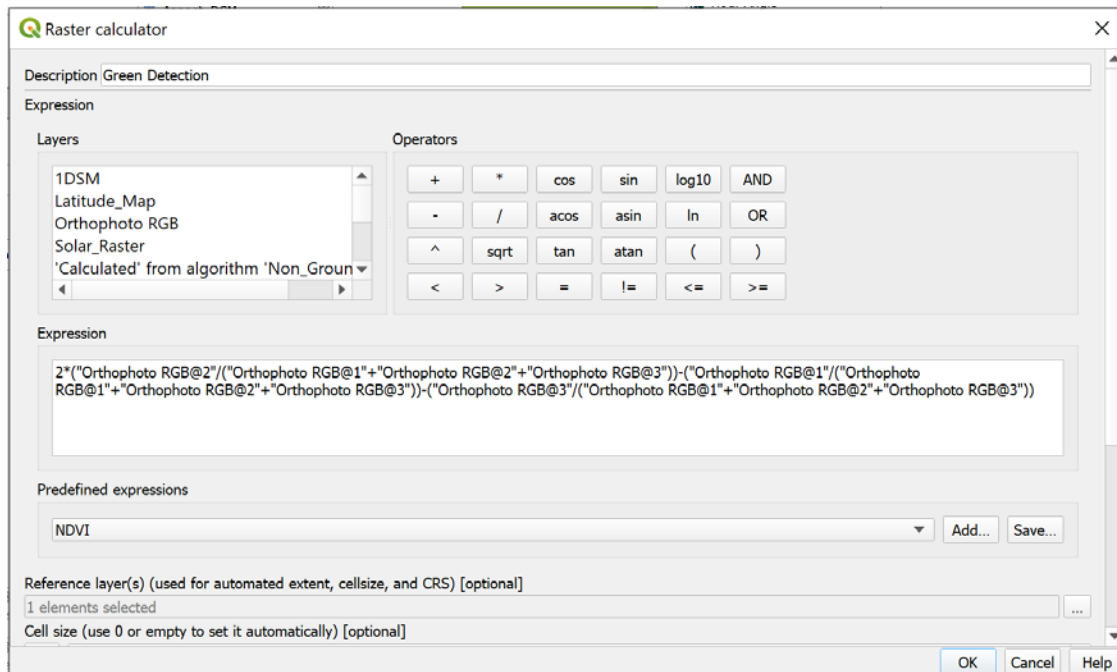 Raster calculator
Description Green Detection
Expression
Layers
Operators
1DSM
Latitude_Map
Orthophoto RGB
Solar_Raster
'Calculated' from algorithm 'Non_Groun
+ * cos sin log10 AND
- / acos asin ln OR
^ sqrt tan atan ( )
< > = != <= >=
Expression
2*("Orthophoto RGB@2"/("Orthophoto RGB@1"+"Orthophoto RGB@2"+"Orthophoto RGB@3"))-("Orthophoto RGB@1"/("Orthophoto
RGB@1"+"Orthophoto RGB@2"+"Orthophoto RGB@3"))-("Orthophoto RGB@3"/("Orthophoto RGB@1"+"Orthophoto RGB@2"+"Orthophoto RGB@3"))
Predefined expressions
NDVI
Add...
Save...
Reference layer(s) (used for automated extent, cellsize, and CRS) [optional]
1 elements selected
...
Cell size (use 0 or empty to set it automatically) [optional]
OK
Cancel
Help